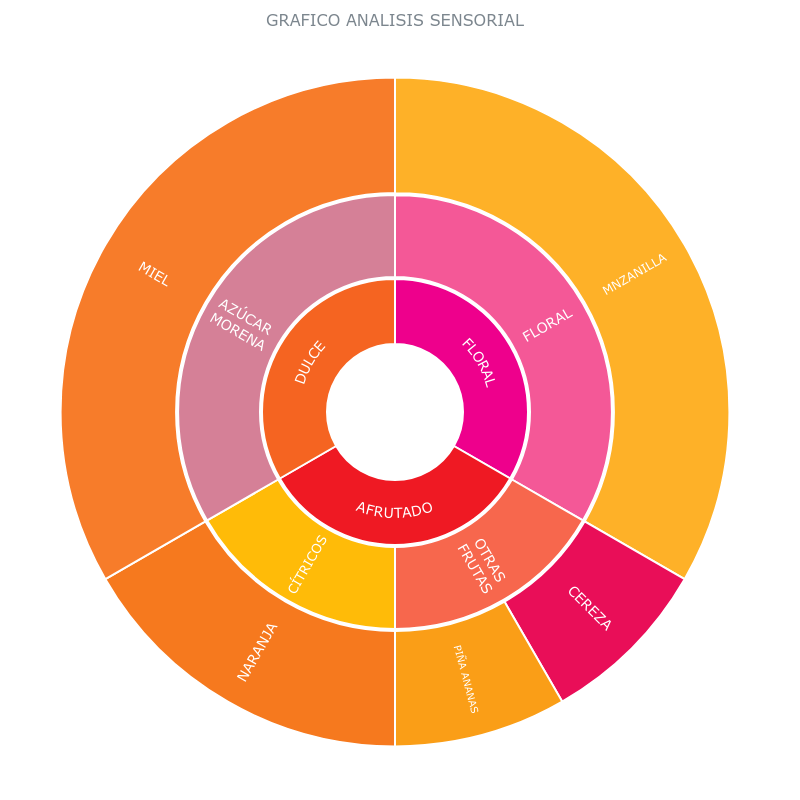 GRAFICO ANALISIS SENSORIAL
FLORAL
AFRUTADO
DULCE
FLORAL
OTRAS
FRUTAS
CÍTRICOS
AZÚCAR
MORENA
MNZANILLA
CEREZA
PIÑA ANANAS
NARANJA
MIEL